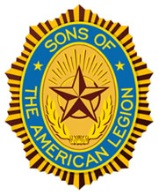 SONS OF
THE AMERICAN LEGION